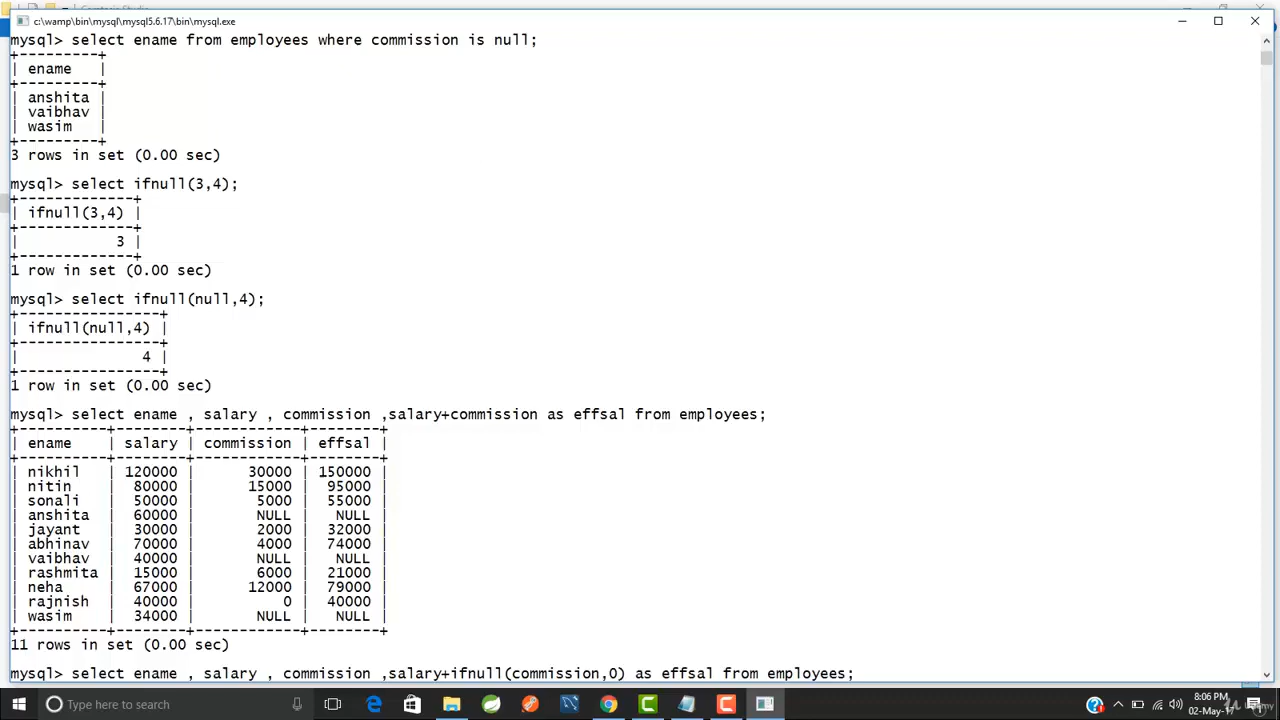 c:\wamp\bin\mysql\mysql5.6.17\bin\mysql.exe
mysql> select ename from employees where commission is null;
+---------+
| ename   |
+---------+
| anshita |
| vaibhav |
| wasim   |
+---------+
3 rows in set (0.00 sec)
mysql> select ifnull(3,4);
+-------------+
| ifnull(3,4) |
+-------------+
|           3 |
+-------------+
1 row in set (0.00 sec)
mysql> select ifnull(null,4);
+----------------+
| ifnull(null,4) |
+----------------+
|              4 |
+----------------+
1 row in set (0.00 sec)
mysql> select ename , salary , commission ,salary+commission as effsal from employees;
+----------+--------+------------+--------+
| ename    | salary | commission | effsal |
+----------+--------+------------+--------+
| nikhil   | 120000 |      30000 | 150000 |
| nitin    |  80000 |      15000 |  95000 |
| sonali   |  50000 |       5000 |  55000 |
| anshita  |  60000 |       NULL |   NULL |
| jayant   |  30000 |       2000 |  32000 |
| abhinav  |  70000 |       4000 |  74000 |
| vaibhav  |  40000 |       NULL |   NULL |
| rashmita |  15000 |       6000 |  21000 |
| neha     |  67000 |      12000 |  79000 |
| rajnish  |  40000 |          0 |  40000 |
| wasim    |  34000 |       NULL |   NULL |
+----------+--------+------------+--------+
11 rows in set (0.00 sec)
mysql> select ename , salary , commission ,salary+ifnull(commission,0) as effsal from employees;
Type here to search
8:06 PM
02-May-17